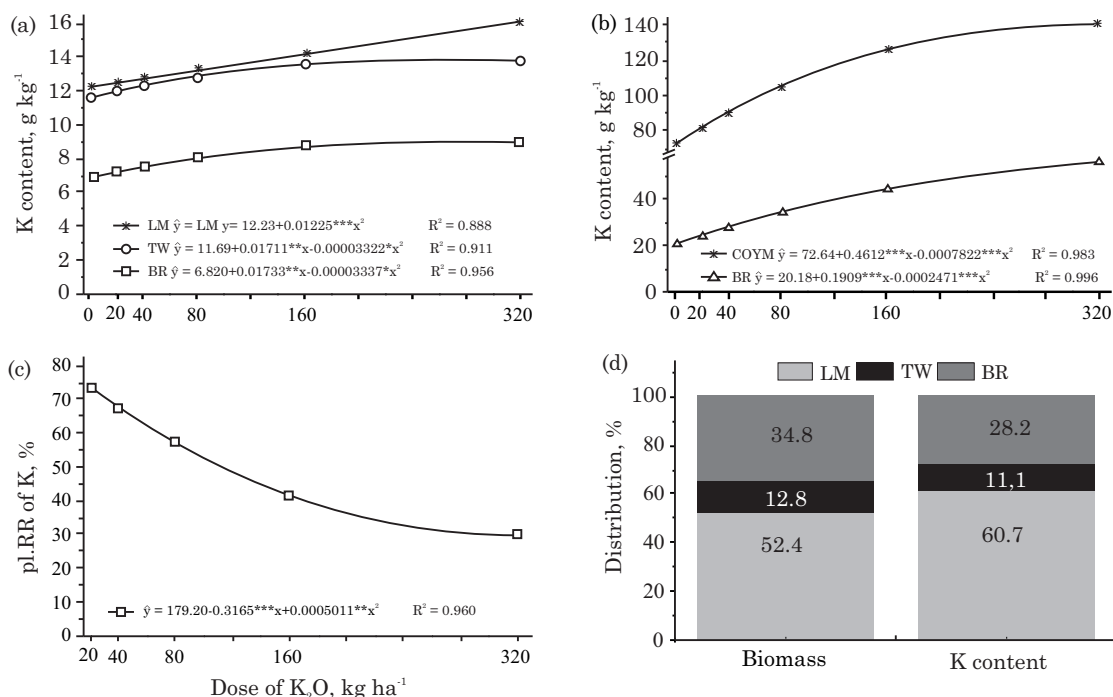 (a)
16
14
12
10
8
6
4
2
0
K content, g kg-1
LM ŷ = LM y= 12.23+0.01225***x² R² = 0.888
TW ŷ = 11.69+0.01711**x-0.00003322*x² R² = 0.911
BR ŷ = 6.820+0.01733**x-0.00003337*x² R² = 0.956
0 20 40 80 160 320
(b)
140
120
100
80
40
20
0
K content, g kg-1
COYM ŷ = 72.64+0.4612***x-0.0007822***x² R² = 0.983
BR ŷ = 20.18+0.1909***x-0.0002471***x² R² = 0.996
0 20 40 80 160 320
(c)
80
70
60
50
40
30
20
10
0
pl.RR of K, %
ŷ = 179.20-0.3165***x+0.0005011**x² R² = 0.960
20 40 80 160 320
Dose of K₂O, kg ha-1
(d)
LM TW BR
100
80
60
40
20
0
Distribution, %
34.8 28.2
12.8 11,1
52.4 60.7
Biomass K content